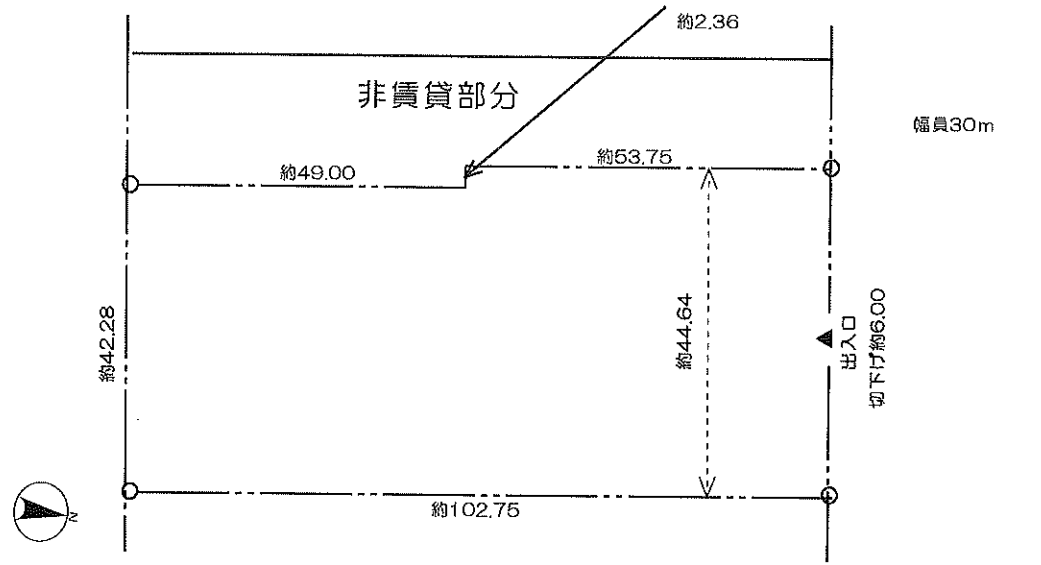 約2.36
非賃貸部分
幅員30m
約49.00
約53.75
約42.28
約44.64
出入口
切下げ約6.00
約102.75
N